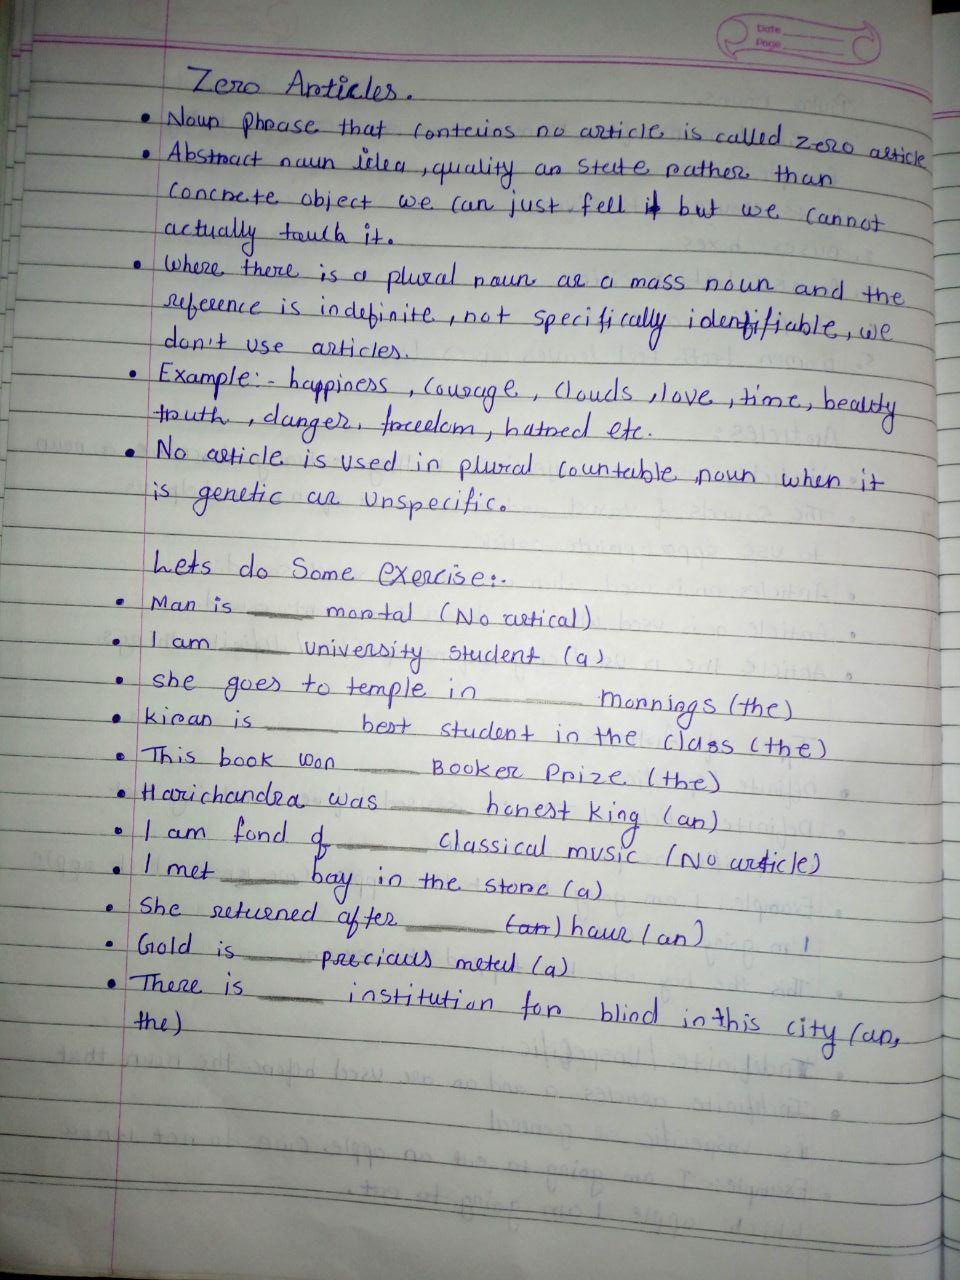 Date
Page
Zero Articles.
• Noun phrase that contains no article is called zero article
• Abstract noun idea, quality or state rather than
concrete object we can just fell it but we cannot
actually touch it.
• Where there is a plural noun or a mass noun and the
reference is indefinite, not specifically identifiable, we
don't use articles.
• Example:- happiness, courage, clouds, love, time, beauty
truth, danger, freedom, hatred etc.
• No article is used in plural countable noun when it
is genetic or unspecific.
Lets do some exercise:-
• Man is ____ mortal (No artical)
• I am ____ university student (a)
• She goes to temple in ____ mornings (the)
• Kiran is ____ best student in the class (the)
• This book won ____ Booker Prize (the)
• Harichandra was ____ honest king (an)
• I am fond of ____ classical music (No article)
• I met ____ boy in the store (a)
• She returned after ____ (an) hour (an)
• Gold is ____ precious metal (a)
• There is ____ institution for blind in this city (an,
the)